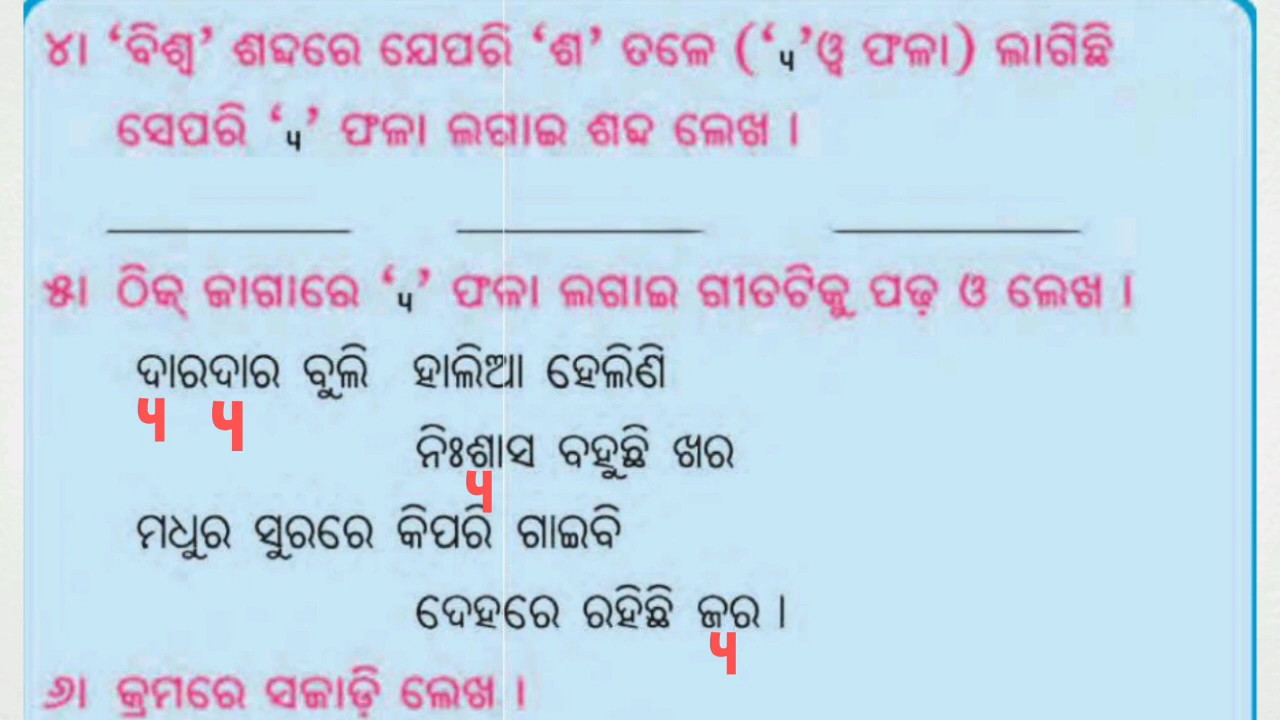 ୪। ‘ବିଶ୍ୱ’ ଶବ୍ଦରେ ଯେପରି ‘ଶ’ ତଳେ (‘ୱ’ୱ ଫଳା) ଲାଗିଛି
ସେପରି ‘ୱ’ ଫଳା ଲଗାଇ ଶବ୍ଦ ଲେଖ ।
୫। ଠିକ୍ ଜାଗାରେ ‘ୱ’ ଫଳା ଲଗାଇ ଗୀତଟିକୁ ପଢ଼ ଓ ଲେଖ ।
ଦ୍ୱାରଦ୍ୱାର ବୁଲି ହାଲିଆ ହେଲିଣି
ନିଃଶ୍ୱାସ ବହୁଛି ଖର
ମଧୁର ସୁରରେ କିପରି ଗାଇବି
ଦେହରେ ରହିଛି ଜ୍ୱର ।
୬। କ୍ରମରେ ସଜାଡ଼ି ଲେଖ ।